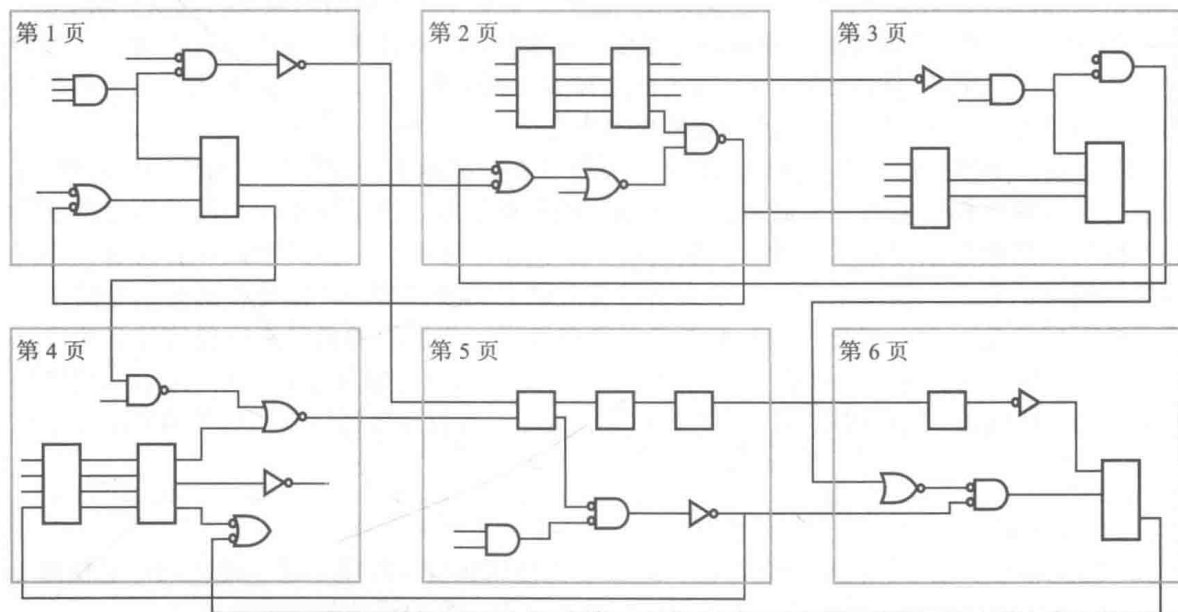 第 1 页
第 2 页
第 3 页
第 4 页
第 5 页
第 6 页